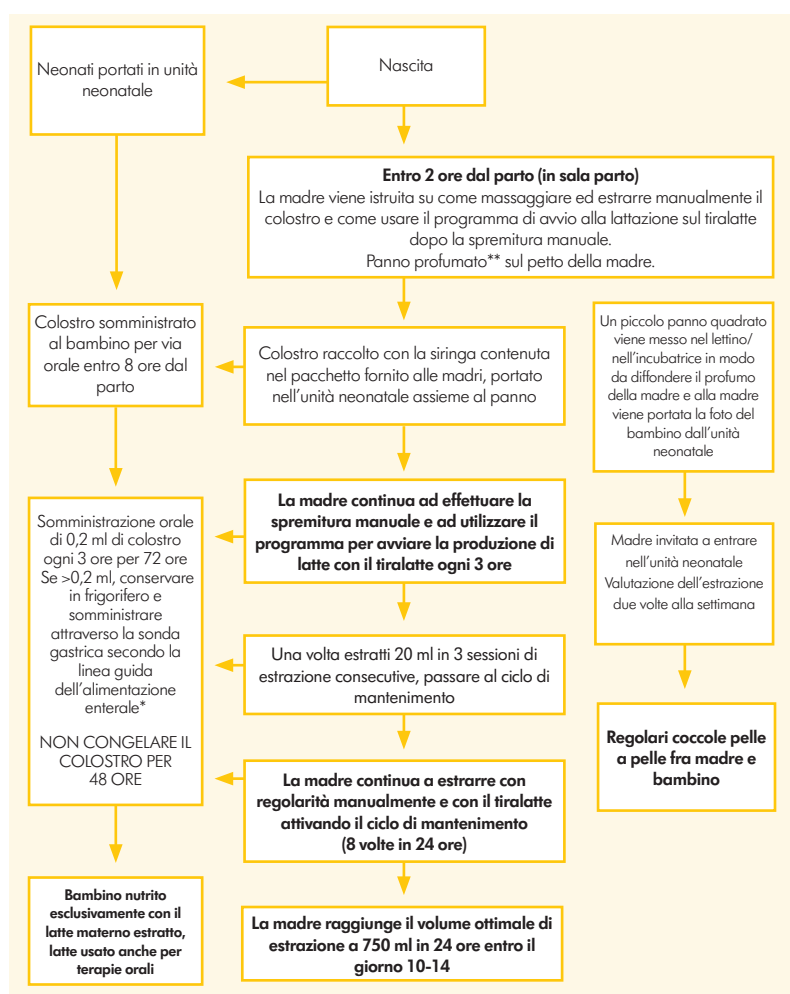 Neonati portati in unità
neonatale
Nascita
Entro 2 ore dal parto (in sala parto)
La madre viene istruita su come massaggiare ed estrarre manualmente il
colostro e come usare il programma di avvio alla lattazione sul tiralatte
dopo la spremitura manuale.
Panno profumato** sul petto della madre.
Colostro somministrato
al bambino per via
orale entro 8 ore dal
parto
Colostro raccolto con la siringa contenuta
nel pacchetto fornito alle madri, portato
nell'unità neonatale assieme al panno
Un piccolo panno quadrato
viene messo nel lettino/
nell'incubatrice in modo
da diffondere il profumo
della madre e alla madre
viene portata la foto del
bambino dall'unità
neonatale
Somministrazione orale
di 0,2 ml di colostro
ogni 3 ore per 72 ore
Se >0,2 ml, conservare
in frigorifero e
somministrare
attraverso la sonda
gastrica secondo la
linea guida
dell'alimentazione
enterale*
NON CONGELARE IL
COLOSTRO PER
48 ORE
La madre continua ad effettuare la
spremitura manuale e ad utilizzare il
programma per avviare la produzione di
latte con il tiralatte ogni 3 ore
Madre invitata a entrare
nell'unità neonatale
Valutazione dell'estrazione
due volte alla settimana
Una volta estratti 20 ml in 3 sessioni di
estrazione consecutive, passare al ciclo di
mantenimento
Regolari coccole pelle
a pelle fra madre e
bambino
La madre continua a estrarre con
regolarità manualmente e con il tiralatte
attivando il ciclo di mantenimento
(8 volte in 24 ore)
Bambino nutrito
esclusivamente con il
latte materno estratto,
latte usato anche per
terapie orali
La madre raggiunge il volume ottimale di
estrazione a 750 ml in 24 ore entro il
giorno 10-14